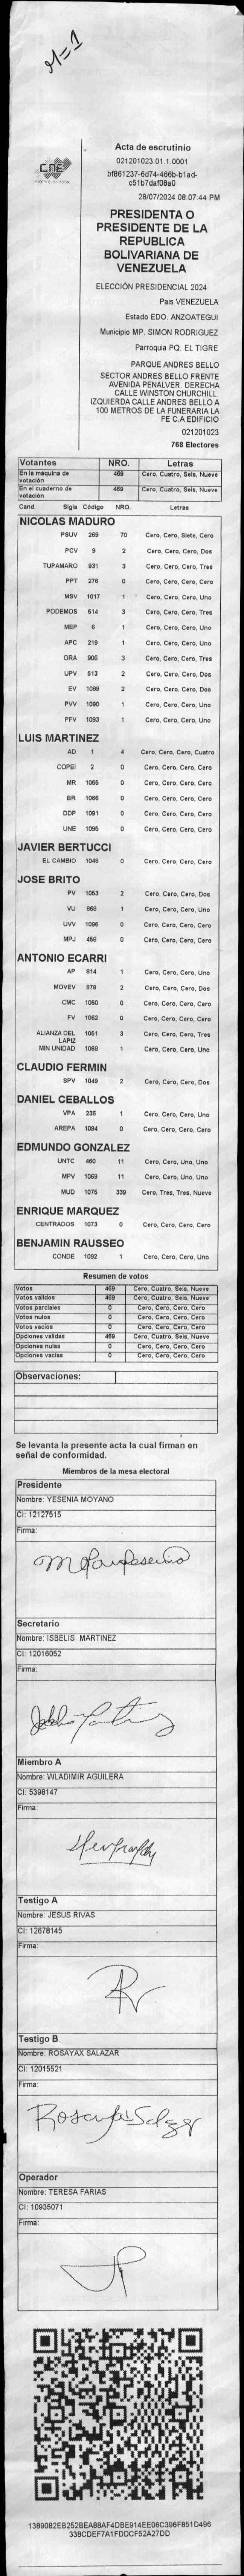 M=1
CNE
Acta de escrutinio
021201023.01.1.0001
bf861237-6d74-466b-b1ad-
c51b7daf08a0
28/07/2024 08:07:44 PM
PRESIDENTA O
PRESIDENTE DE LA
REPUBLICA
BOLIVARIANA DE
VENEZUELA
ELECCIÓN PRESIDENCIAL 2024
Pais VENEZUELA
Estado EDO. ANZOATEGUI
Municipio MP. SIMON RODRIGUEZ
Parroquia PQ. EL TIGRE
PARQUE ANDRES BELLO
SECTOR ANDRES BELLO FRENTE
AVENIDA PENALVER. DERECHA
CALLE WINSTON CHURCHILL.
IZQUIERDA CALLE ANDRES BELLO A
100 METROS DE LA FUNERARIA LA
FE C.A EDIFICIO
021201023
768 Electores
Votantes NRO. Letras
En la máquina de votación 469 Cero, Cuatro, Seis, Nueve
En el cuaderno de votación 469 Cero, Cuatro, Seis, Nueve
Cand. Sigla Código NRO. Letras
NICOLAS MADURO
PSUV 269 70 Cero, Cero, Siete, Cero
PCV 9 2 Cero, Cero, Cero, Dos
TUPAMARO 931 3 Cero, Cero, Cero, Tres
PPT 276 0 Cero, Cero, Cero, Cero
MSV 1017 1 Cero, Cero, Cero, Uno
PODEMOS 514 3 Cero, Cero, Cero, Tres
MEP 6 1 Cero, Cero, Cero, Uno
APC 219 1 Cero, Cero, Cero, Uno
ORA 906 3 Cero, Cero, Cero, Tres
UPV 513 2 Cero, Cero, Cero, Dos
EV 1088 2 Cero, Cero, Cero, Dos
PVV 1090 1 Cero, Cero, Cero, Uno
PFV 1093 1 Cero, Cero, Cero, Uno
LUIS MARTINEZ
AD 1 4 Cero, Cero, Cero, Cuatro
COPEI 2 0 Cero, Cero, Cero, Cero
MR 1065 0 Cero, Cero, Cero, Cero
BR 1066 0 Cero, Cero, Cero, Cero
DDP 1091 0 Cero, Cero, Cero, Cero
UNE 1095 0 Cero, Cero, Cero, Cero
JAVIER BERTUCCI
EL CAMBIO 1048 0 Cero, Cero, Cero, Cero
JOSE BRITO
PV 1053 2 Cero, Cero, Cero, Dos
VU 868 1 Cero, Cero, Cero, Uno
UVV 1096 0 Cero, Cero, Cero, Cero
MPJ 458 0 Cero, Cero, Cero, Cero
ANTONIO ECARRI
AP 914 1 Cero, Cero, Cero, Uno
MOVEV 878 2 Cero, Cero, Cero, Dos
CMC 1050 0 Cero, Cero, Cero, Cero
FV 1062 0 Cero, Cero, Cero, Cero
ALIANZA DEL LAPIZ 1051 3 Cero, Cero, Cero, Tres
MIN UNIDAD 1068 1 Cero, Cero, Cero, Uno
CLAUDIO FERMIN
SPV 1049 2 Cero, Cero, Cero, Dos
DANIEL CEBALLOS
VPA 236 1 Cero, Cero, Cero, Uno
AREPA 1094 0 Cero, Cero, Cero, Cero
EDMUNDO GONZALEZ
UNTC 460 11 Cero, Cero, Uno, Uno
MPV 1069 11 Cero, Cero, Uno, Uno
MUD 1076 339 Cero, Tres, Tres, Nueve
ENRIQUE MARQUEZ
CENTRADOS 1073 0 Cero, Cero, Cero, Cero
BENJAMIN RAUSSEO
CONDE 1092 1 Cero, Cero, Cero, Uno
Resumen de votos
Votos 469 Cero, Cuatro, Seis, Nueve
Votos validos 469 Cero, Cuatro, Seis, Nueve
Votos parciales 0 Cero, Cero, Cero, Cero
Votos nulos 0 Cero, Cero, Cero, Cero
Votos vacios 0 Cero, Cero, Cero, Cero
Opciones validas 469 Cero, Cuatro, Seis, Nueve
Opciones nulas 0 Cero, Cero, Cero, Cero
Opciones vacias 0 Cero, Cero, Cero, Cero
Observaciones:
Se levanta la presente acta la cual firman en
señal de conformidad.
Miembros de la mesa electoral
Presidente
Nombre: YESENIA MOYANO
CI: 12127515
Firma:
Secretario
Nombre: ISBELIS MARTINEZ
CI: 12016052
Firma:
Miembro A
Nombre: WLADIMIR AGUILERA
CI: 5398147
Firma:
Testigo A
Nombre: JESUS RIVAS
CI: 12678145
Firma:
Testigo B
Nombre: ROSAYAX SALAZAR
CI: 12015521
Firma:
Operador
Nombre: TERESA FARIAS
CI: 10935071
Firma:
1389082EB252BEA88AF4DBE914EE06C396F851D496
338CDEF7A1FDDCF52A27DD